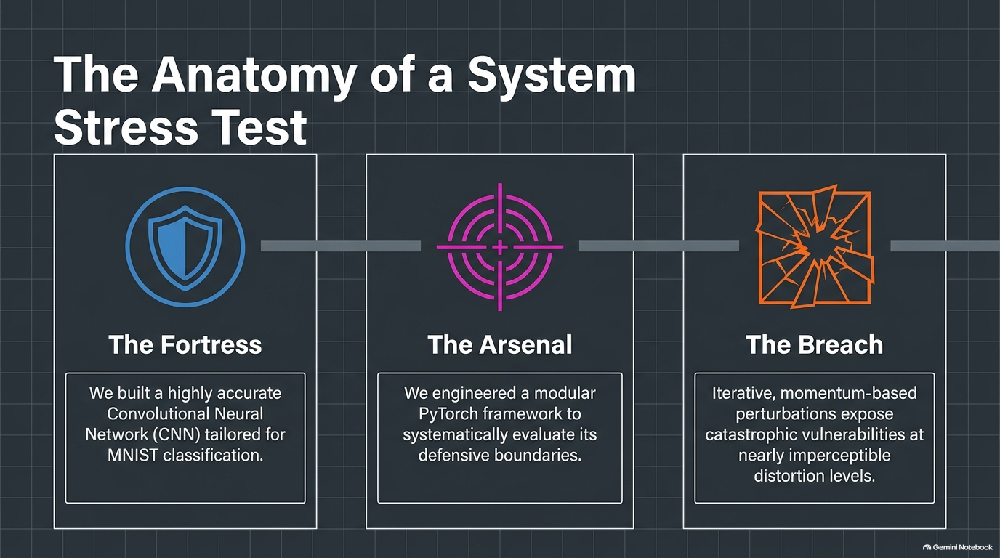 The Anatomy of a System
Stress Test
The Fortress
We built a highly accurate
Convolutional Neural
Network (CNN) tailored for
MNIST classification.
The Arsenal
We engineered a modular
PyTorch framework to
systematically evaluate its
defensive boundaries.
The Breach
Iterative, momentum-based
perturbations expose
catastrophic vulnerabilities at
nearly imperceptible
distortion levels.
Gemini Notebook